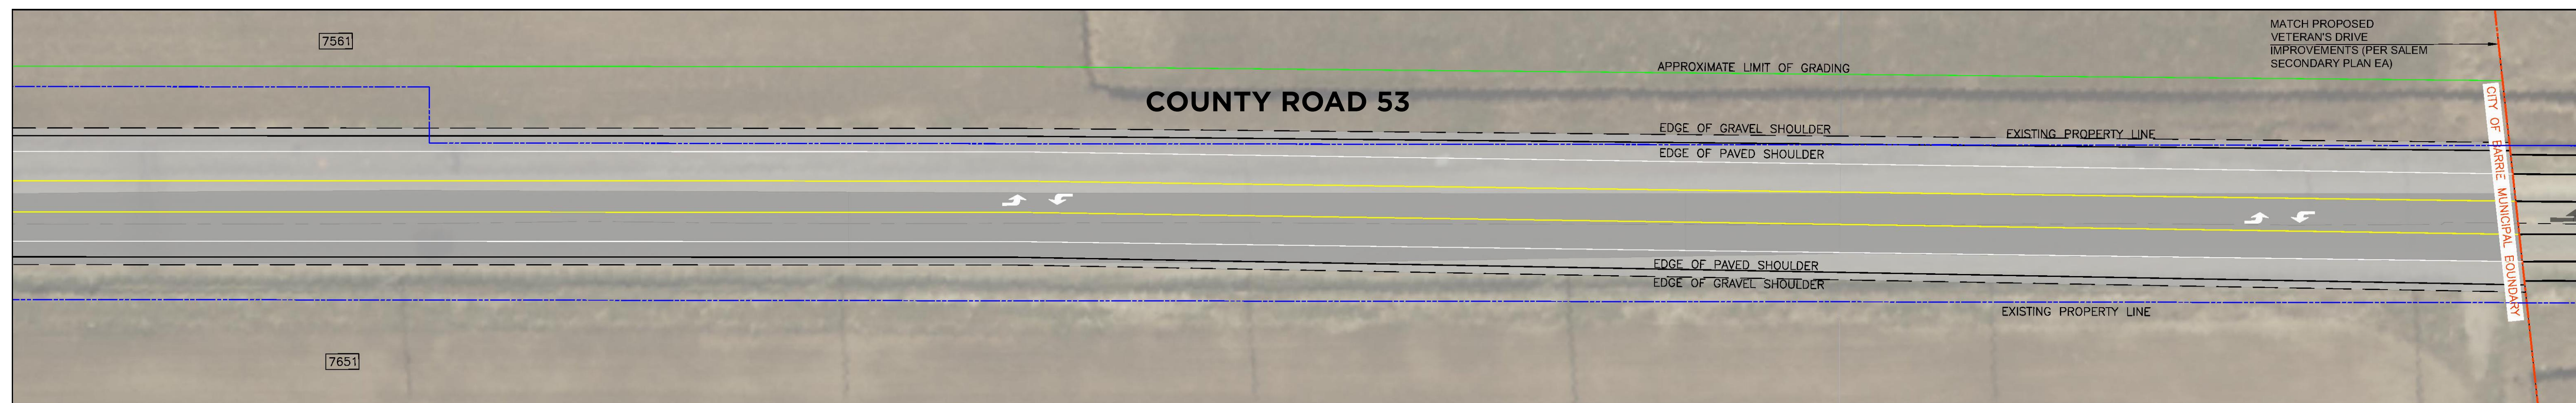 7561
MATCH PROPOSED
VETERAN'S DRIVE
IMPROVEMENTS (PER SALEM
SECONDARY PLAN EA)
APPROXIMATE LIMIT OF GRADING
COUNTY ROAD 53
EDGE OF GRAVEL SHOULDER
EXISTING PROPERTY LINE
EDGE OF PAVED SHOULDER
CITY OF BARRIE MUNICIPAL BOUNDARY
EDGE OF PAVED SHOULDER
EDGE OF GRAVEL SHOULDER
EXISTING PROPERTY LINE
7651